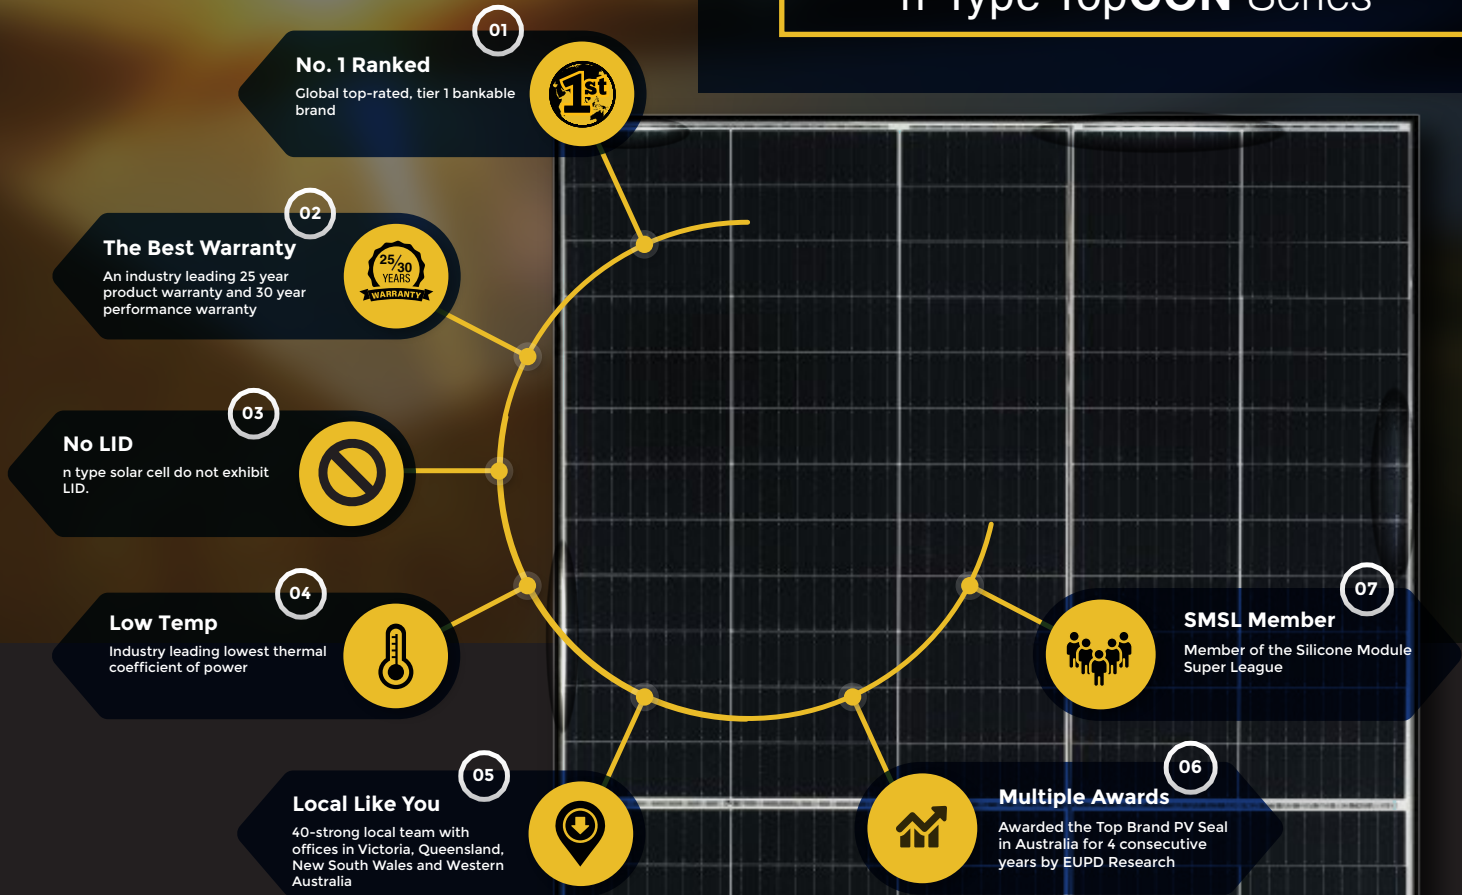 n-Type TopCON Series
01
No. 1 Ranked
Global top-rated, tier 1 bankable
brand
1st
02
The Best Warranty
An industry leading 25 year
product warranty and 30 year
performance warranty
25/30
YEARS
WARRANTY
03
No LID
n type solar cell do not exhibit
LID.
04
Low Temp
Industry leading lowest thermal
coefficient of power
05
Local Like You
40-strong local team with
offices in Victoria, Queensland,
New South Wales and Western
Australia
06
Multiple Awards
Awarded the Top Brand PV Seal
in Australia for 4 consecutive
years by EUPD Research
07
SMSL Member
Member of the Silicone Module
Super League